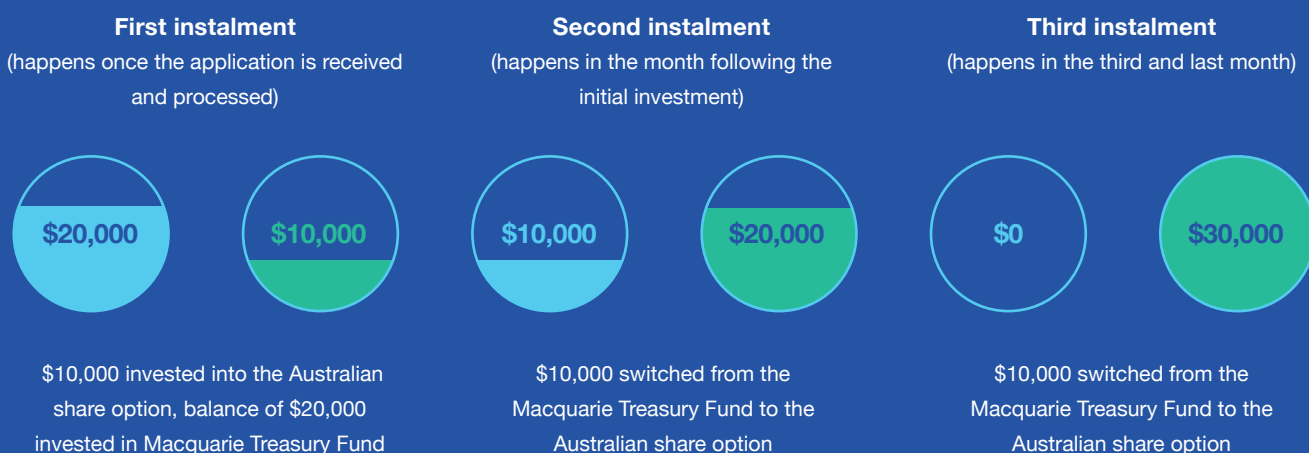 First instalment
(happens once the application is received
and processed)
$20,000
$10,000
$10,000 invested into the Australian
share option, balance of $20,000
invested in Macquarie Treasury Fund
Second instalment
(happens in the month following the
initial investment)
$10,000
$20,000
$10,000 switched from the
Macquarie Treasury Fund to the
Australian share option
Third instalment
(happens in the third and last month)
$0
$30,000
$10,000 switched from the
Macquarie Treasury Fund to the
Australian share option